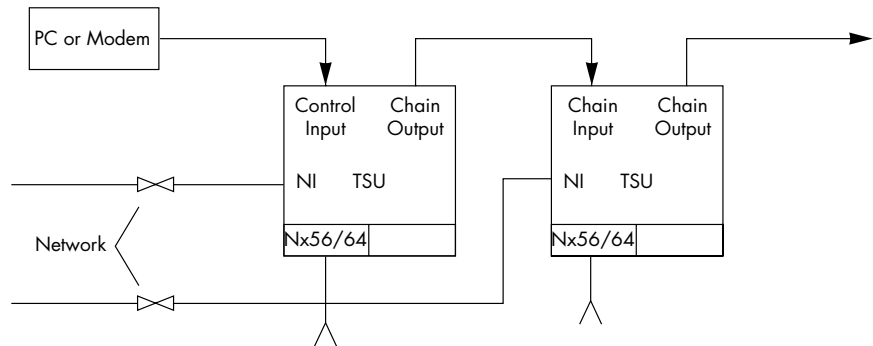 PC or Modem
Control Input
Chain Output
NI TSU
Nx56/64
Chain Input
Chain Output
NI TSU
Nx56/64
Network